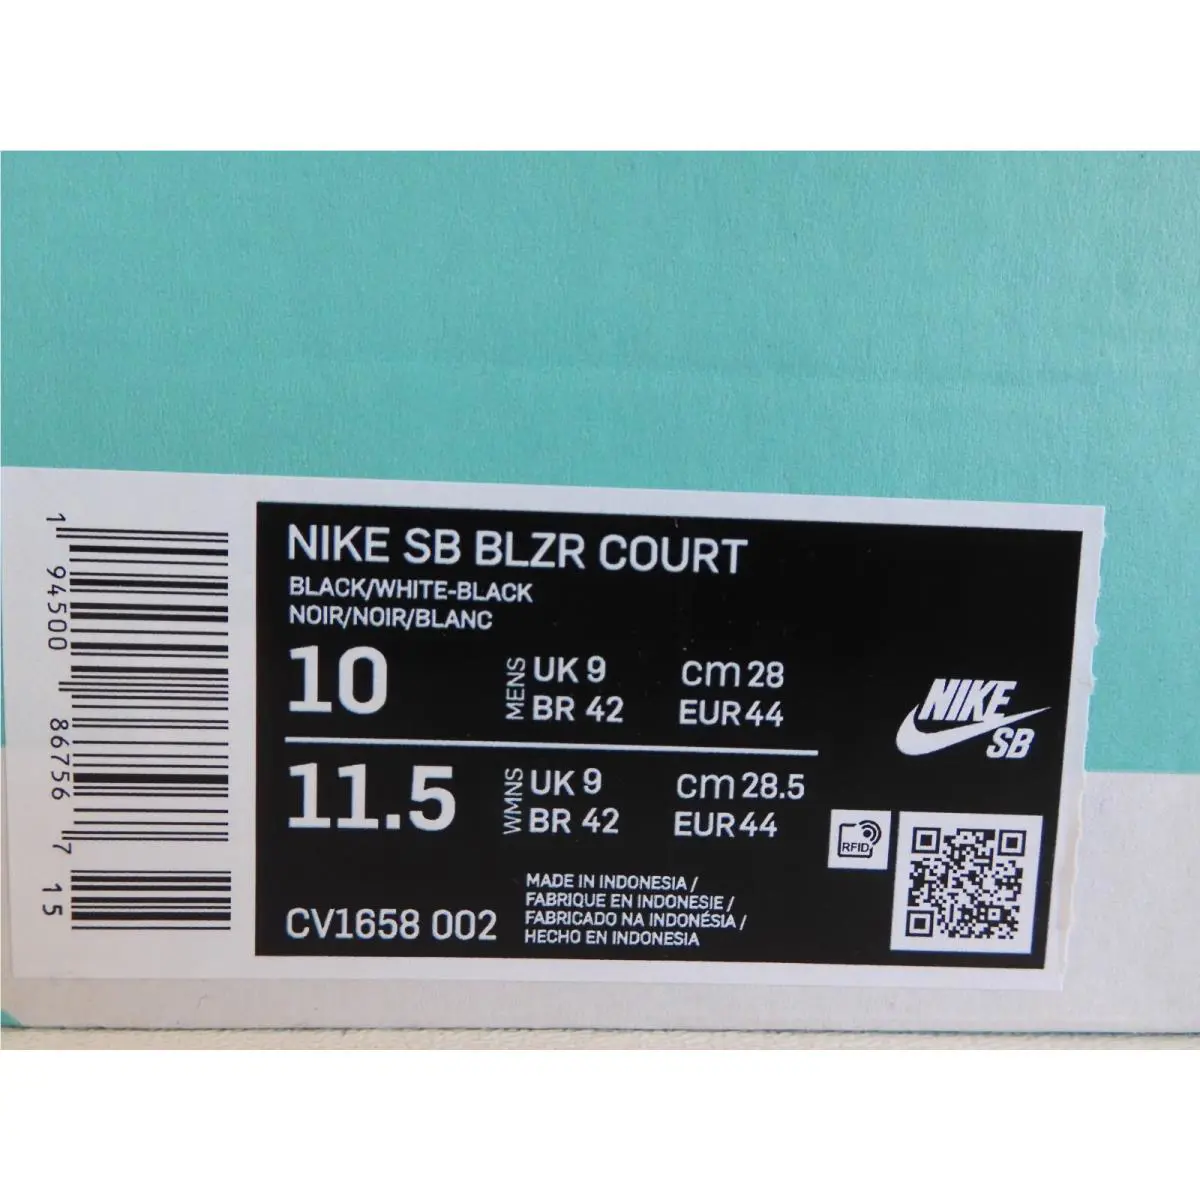 1 94500 86756 7 15
NIKE SB BLZR COURT
BLACK/WHITE-BLACK
NOIR/NOIR/BLANC
10 MENS UK 9 cm 28
BR 42 EUR 44
11.5 WMNS UK 9 cm 28.5
BR 42 EUR 44
CV1658 002
MADE IN INDONESIA /
FABRIQUE EN INDONESIE /
FABRICADO NA INDONÉSIA /
HECHO EN INDONESIA
NIKE
SB
RFID